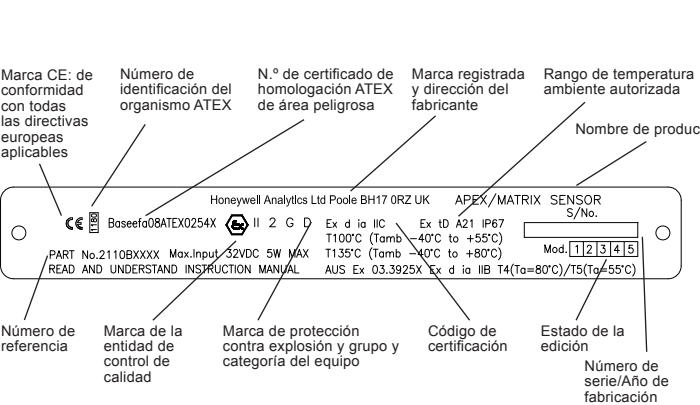 Marca CE: de
conformidad
con todas
las directivas
europeas
aplicables
Número de
identificación del
organismo ATEX
N.º de certificado de
homologación ATEX
de área peligrosa
Marca registrada
y dirección del
fabricante
Rango de temperatura
ambiente autorizada
Nombre de produc
Honeywell Analytics Ltd Poole BH17 0RZ UK APEX/MATRIX SENSOR
S/No.
CE 1180 Baseefa08ATEX0254X Ex II 2 G D Ex d ia IIC Ex tD A21 IP67
T100°C (Tamb -40°C to +55°C)
PART No.2110BXXXX Max.Input 32VDC 5W MAX T135°C (Tamb -40°C to +80°C) Mod. 1 2 3 4 5
READ AND UNDERSTAND INSTRUCTION MANUAL AUS Ex 03.3925X Ex d ia IIB T4(Ta=80°C)/T5(Ta=55°C)
Número de
referencia
Marca de la
entidad de
control de
calidad
Marca de protección
contra explosión y grupo y
categoría del equipo
Código de
certificación
Estado de la
edición
Número de
serie/Año de
fabricación